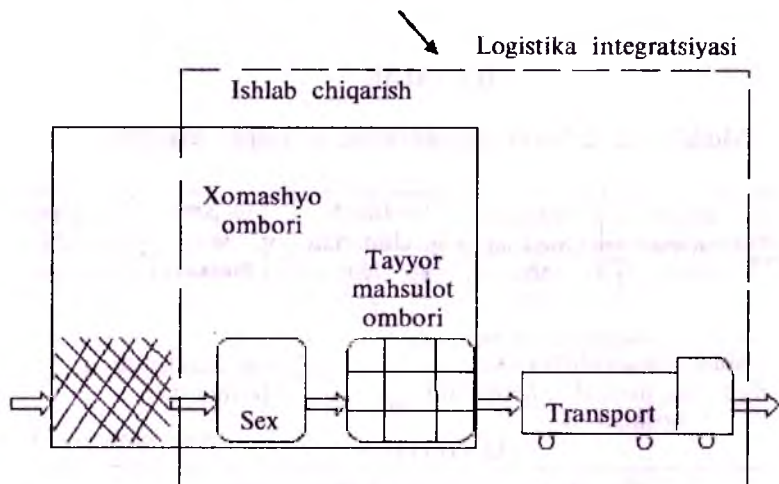 Logistika integratsiyasi
Ishlab chiqarish
Xomashyo
ombori
Tayyor
mahsulot
ombori
Sex
Transport